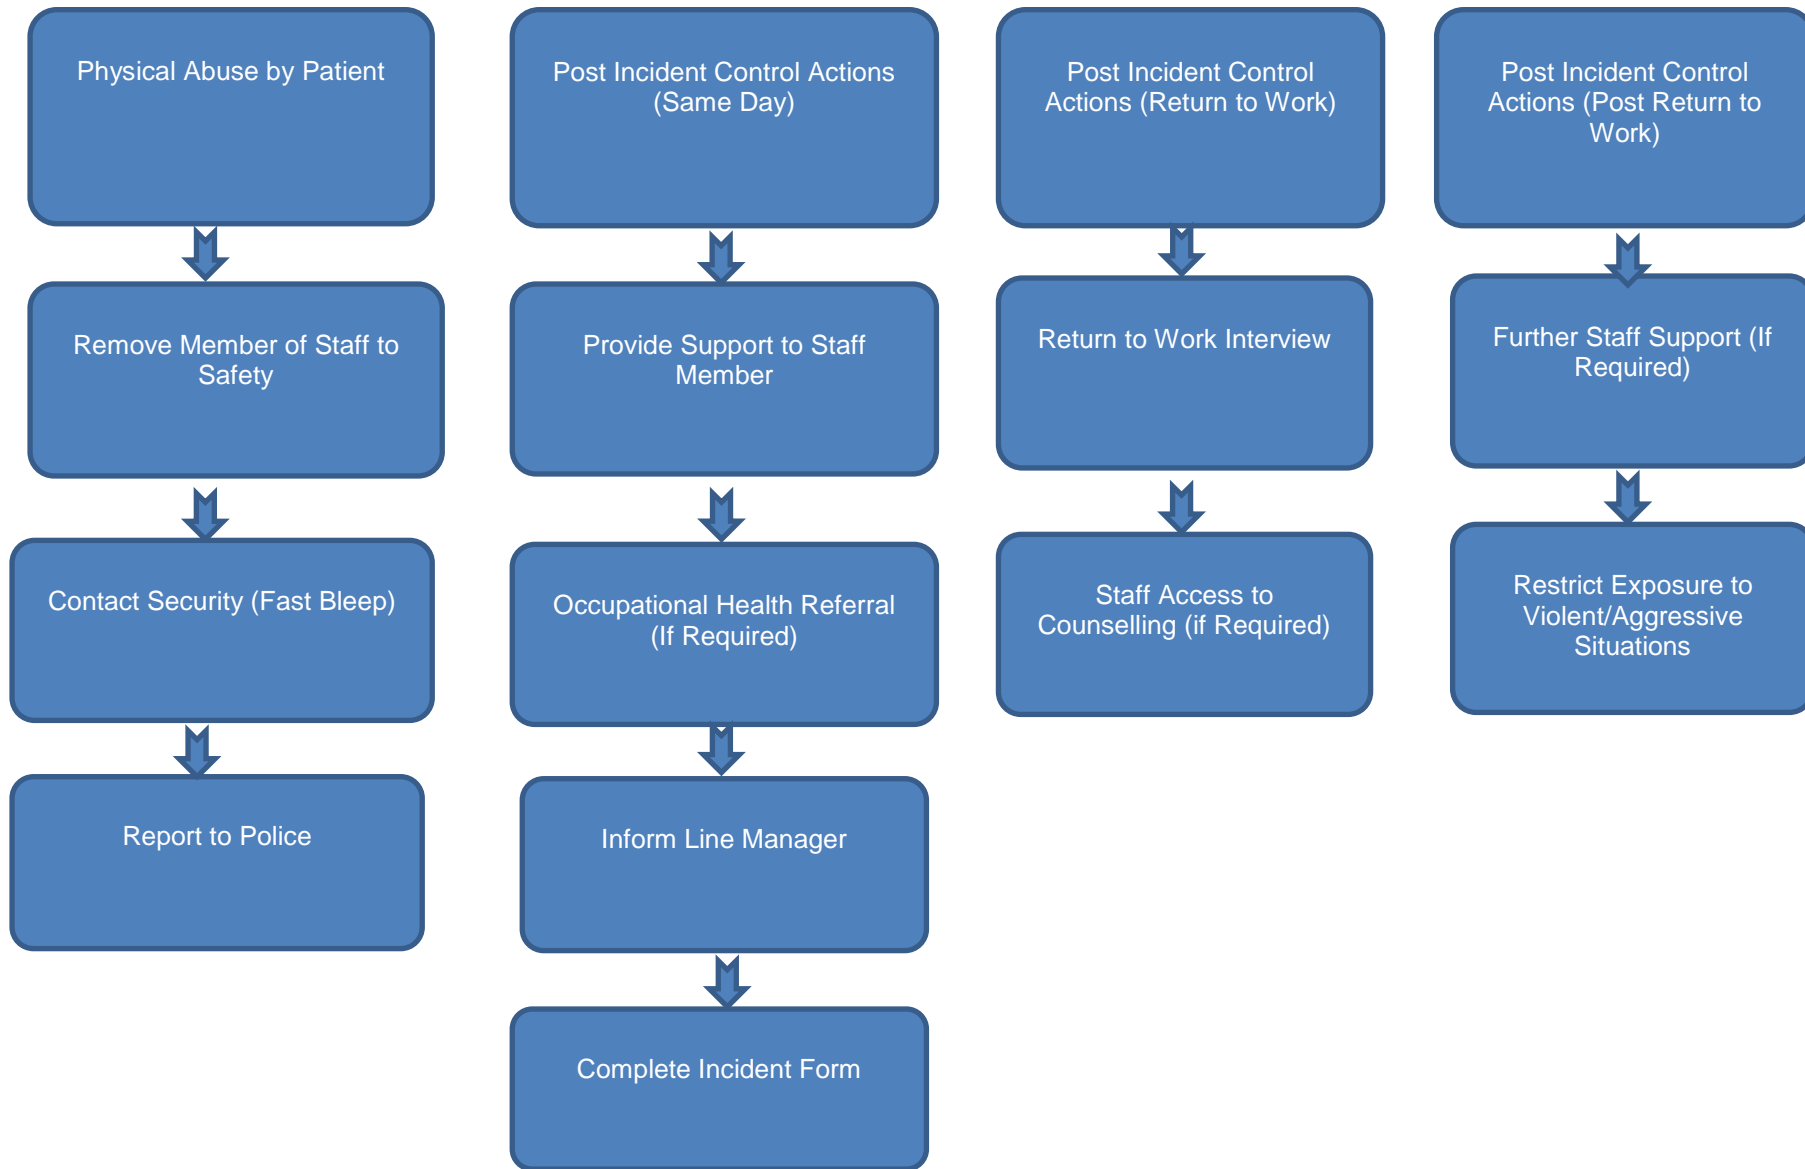 Physical Abuse by Patient
Remove Member of Staff to
Safety
Contact Security (Fast Bleep)
Report to Police
Post Incident Control Actions
(Same Day)
Provide Support to Staff
Member
Occupational Health Referral
(If Required)
Inform Line Manager
Complete Incident Form
Post Incident Control
Actions (Return to Work)
Return to Work Interview
Staff Access to
Counselling (if Required)
Post Incident Control
Actions (Post Return to
Work)
Further Staff Support (If
Required)
Restrict Exposure to
Violent/Aggressive
Situations